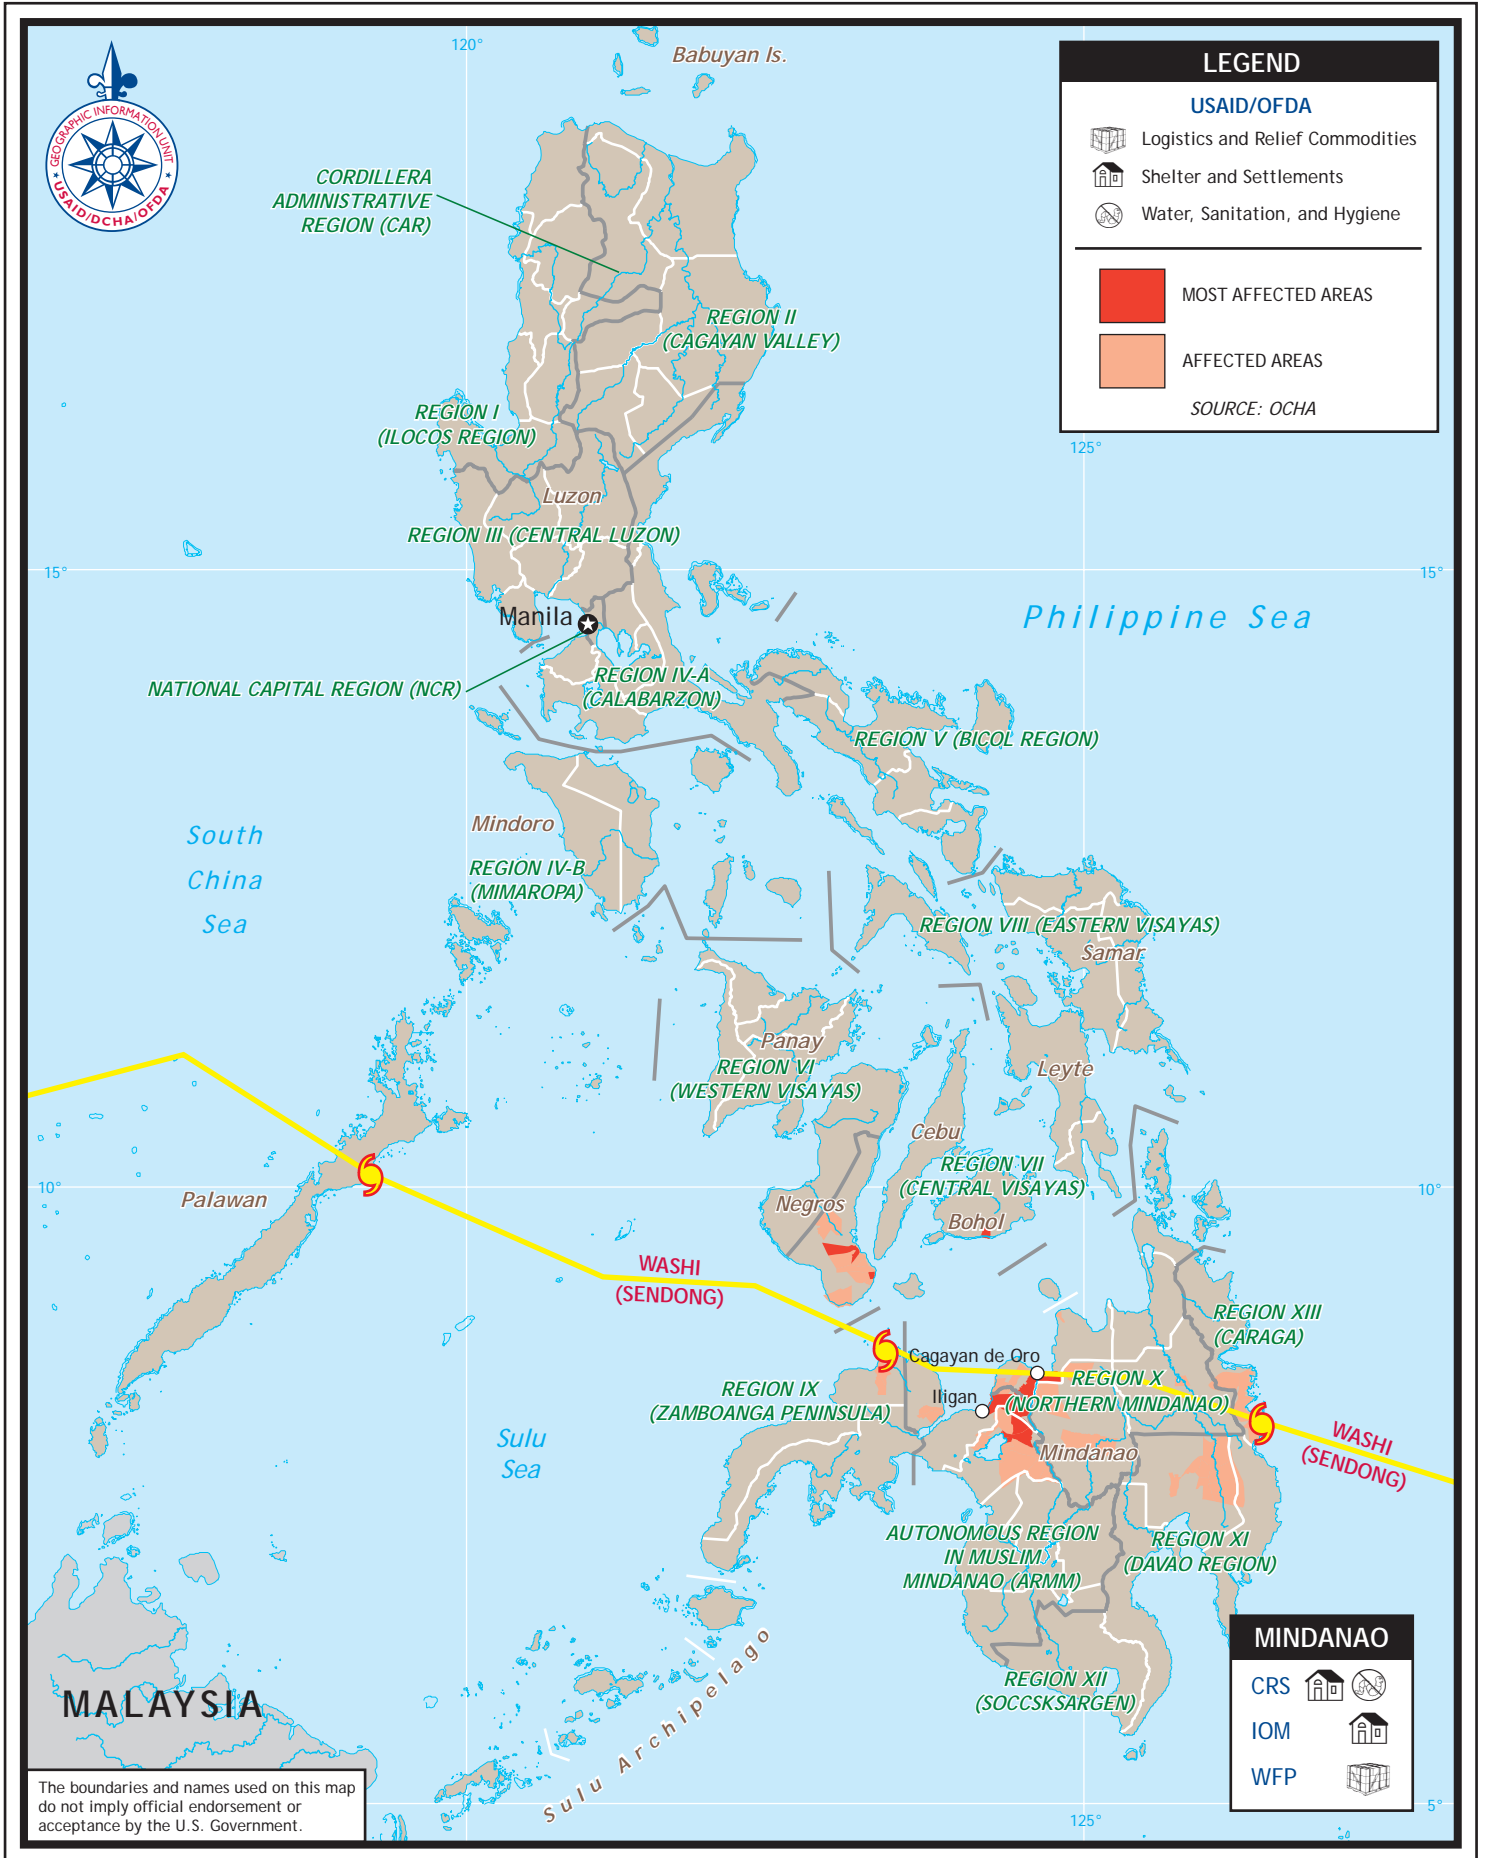 120°
Babuyan Is.
GEOGRAPHIC INFORMATION UNIT
★ USAID/DCHA/OFDA ★
LEGEND
USAID/OFDA
Logistics and Relief Commodities
Shelter and Settlements
Water, Sanitation, and Hygiene
MOST AFFECTED AREAS
AFFECTED AREAS
SOURCE: OCHA
CORDILLERA
ADMINISTRATIVE
REGION (CAR)
REGION II
(CAGAYAN VALLEY)
REGION I
(ILOCOS REGION)
125°
Luzon
REGION III (CENTRAL LUZON)
15°
15°
Manila
Philippine Sea
NATIONAL CAPITAL REGION (NCR)
REGION IV-A
(CALABARZON)
REGION V (BICOL REGION)
Mindoro
South
China
Sea
REGION IV-B
(MIMAROPA)
REGION VIII (EASTERN VISAYAS)
Samar
Panay
REGION VI
(WESTERN VISAYAS)
Leyte
Cebu
REGION VII
(CENTRAL VISAYAS)
10°
10°
Palawan
Negros
Bohol
WASHI
(SENDONG)
REGION XIII
(CARAGA)
Cagayan de Oro
REGION X
(NORTHERN MINDANAO)
Iligan
REGION IX
(ZAMBOANGA PENINSULA)
WASHI
(SENDONG)
Sulu
Sea
Mindanao
AUTONOMOUS REGION
IN MUSLIM
MINDANAO (ARMM)
REGION XI
(DAVAO REGION)
Sulu Archipelago
REGION XII
(SOCCSKSARGEN)
MALAYSIA
MINDANAO
CRS
IOM
WFP
The boundaries and names used on this map
do not imply official endorsement or
acceptance by the U.S. Government.
125°
5°